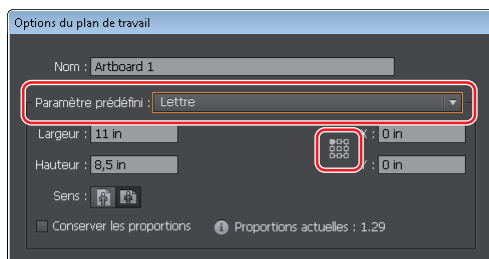 Options du plan de travail
Nom : Artboard 1
Paramètre prédéfini : Lettre
Largeur : 11 in X : 0 in
Hauteur : 8,5 in Y : 0 in
Sens :
Conserver les proportions Proportions actuelles : 1.29